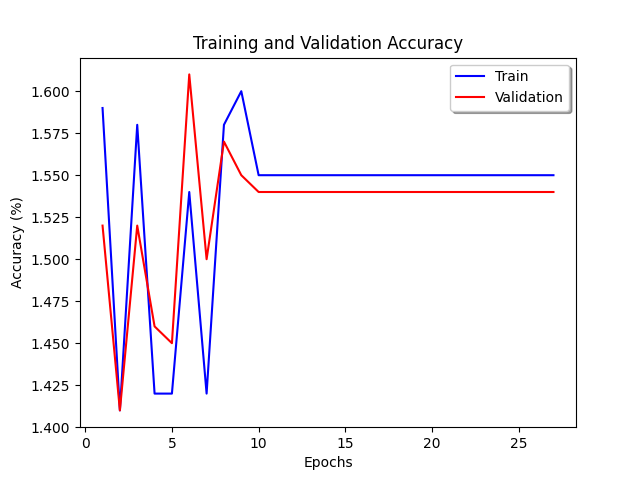 Training and Validation Accuracy
Train
Validation
Accuracy (%)
1.600
1.575
1.550
1.525
1.500
1.475
1.450
1.425
1.400
0 5 10 15 20 25
Epochs